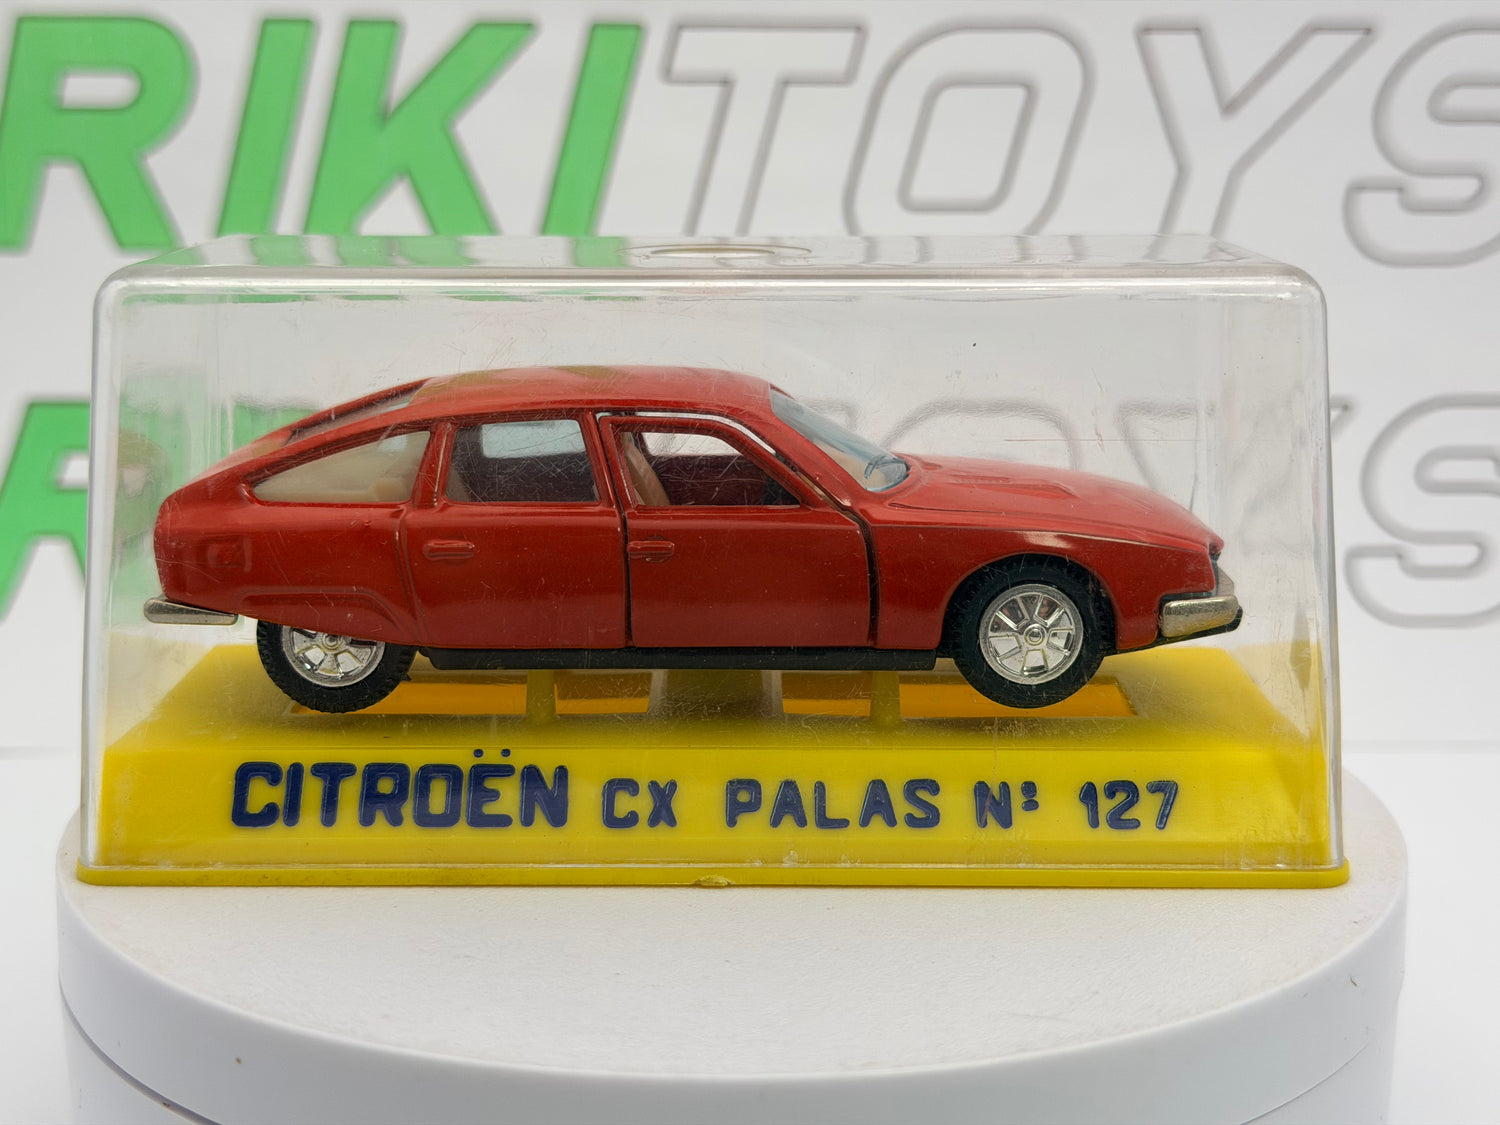 RIKITOYS
CITROËN CX PALAS Nº 127